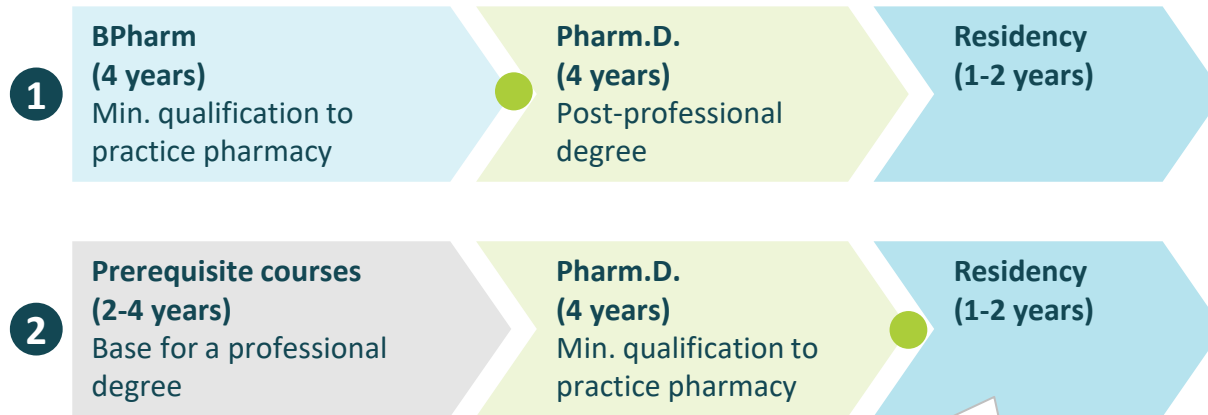 1
BPharm
(4 years)
Min. qualification to
practice pharmacy
Pharm.D.
(4 years)
Post-professional
degree
Residency
(1-2 years)
2
Prerequisite courses
(2-4 years)
Base for a professional
degree
Pharm.D.
(4 years)
Min. qualification to
practice pharmacy
Residency
(1-2 years)